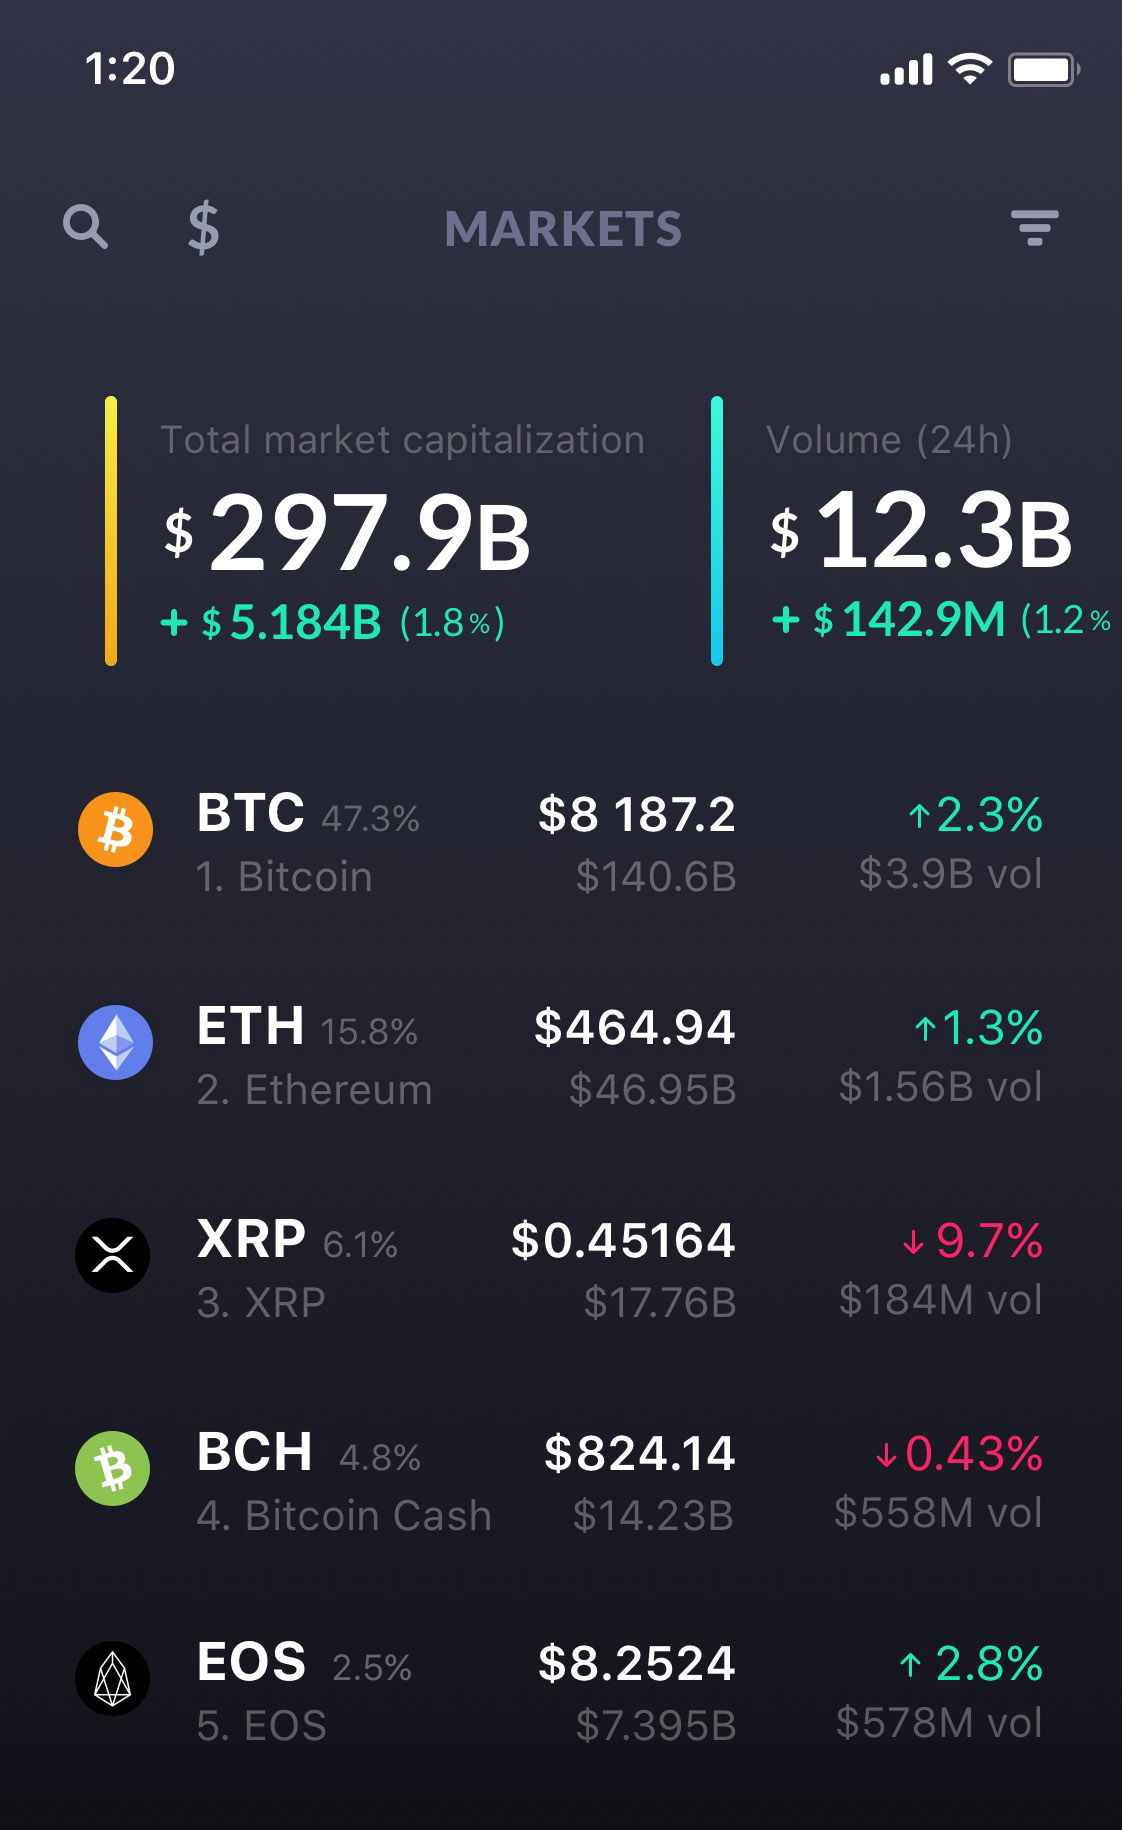 1:20
$ MARKETS
Total market capitalization
$ 297.9B
+ $ 5.184B (1.8%)
Volume (24h)
$ 12.3B
+ $ 142.9M (1.2%
BTC 47.3% $8 187.2 ↑2.3%
1. Bitcoin $140.6B $3.9B vol
ETH 15.8% $464.94 ↑1.3%
2. Ethereum $46.95B $1.56B vol
XRP 6.1% $0.45164 ↓9.7%
3. XRP $17.76B $184M vol
BCH 4.8% $824.14 ↓0.43%
4. Bitcoin Cash $14.23B $558M vol
EOS 2.5% $8.2524 ↑2.8%
5. EOS $7.395B $578M vol